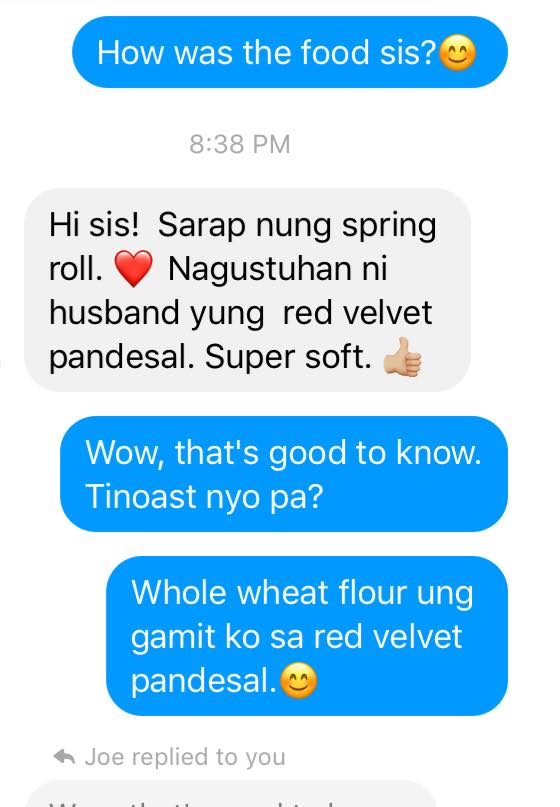 How was the food sis?😊
8:38 PM
Hi sis!  Sarap nung spring
roll. ❤️ Nagustuhan ni
husband yung  red velvet
pandesal. Super soft. 👍🏼
Wow, that's good to know.
Tinoast nyo pa?
Whole wheat flour ung
gamit ko sa red velvet
pandesal.😊
Joe replied to you